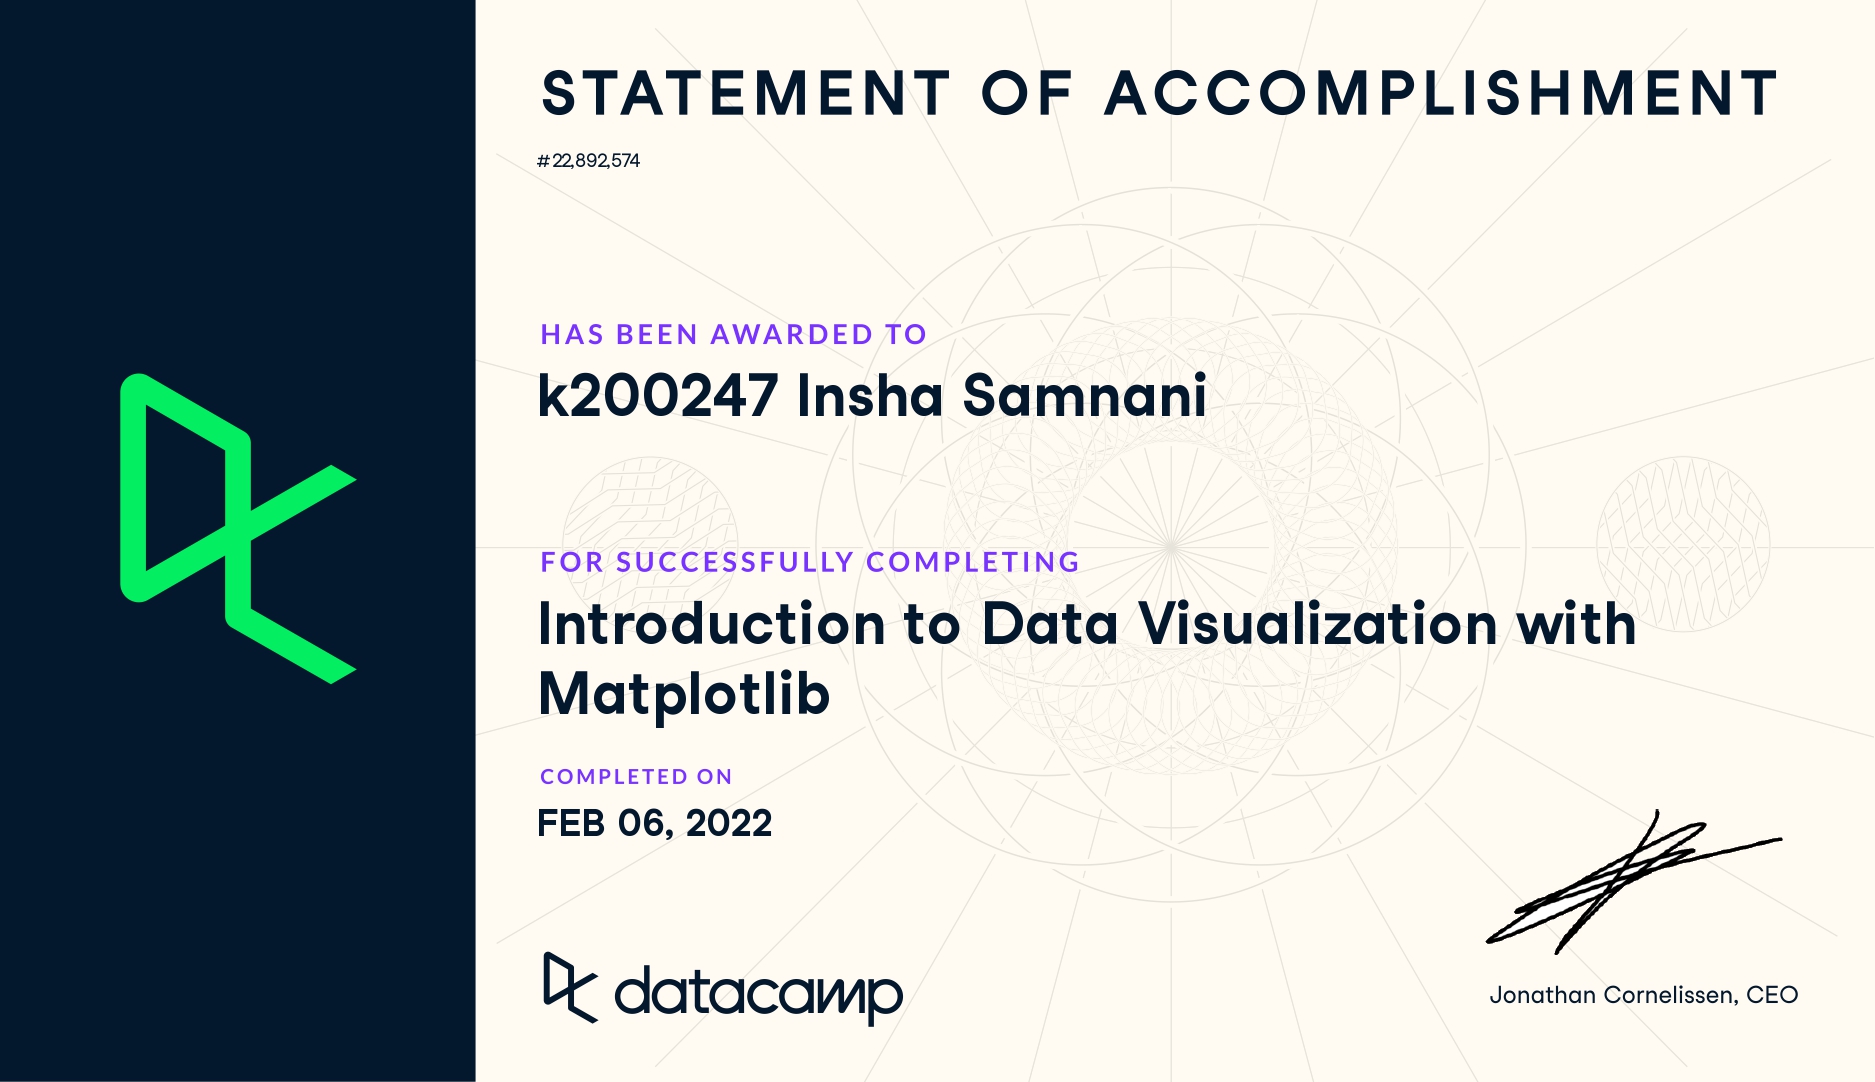 STATEMENT OF ACCOMPLISHMENT
#22,892,574
HAS BEEN AWARDED TO
k200247 Insha Samnani
FOR SUCCESSFULLY COMPLETING
Introduction to Data Visualization with
Matplotlib
COMPLETED ON
FEB 06, 2022
datacamp
Jonathan Cornelissen, CEO